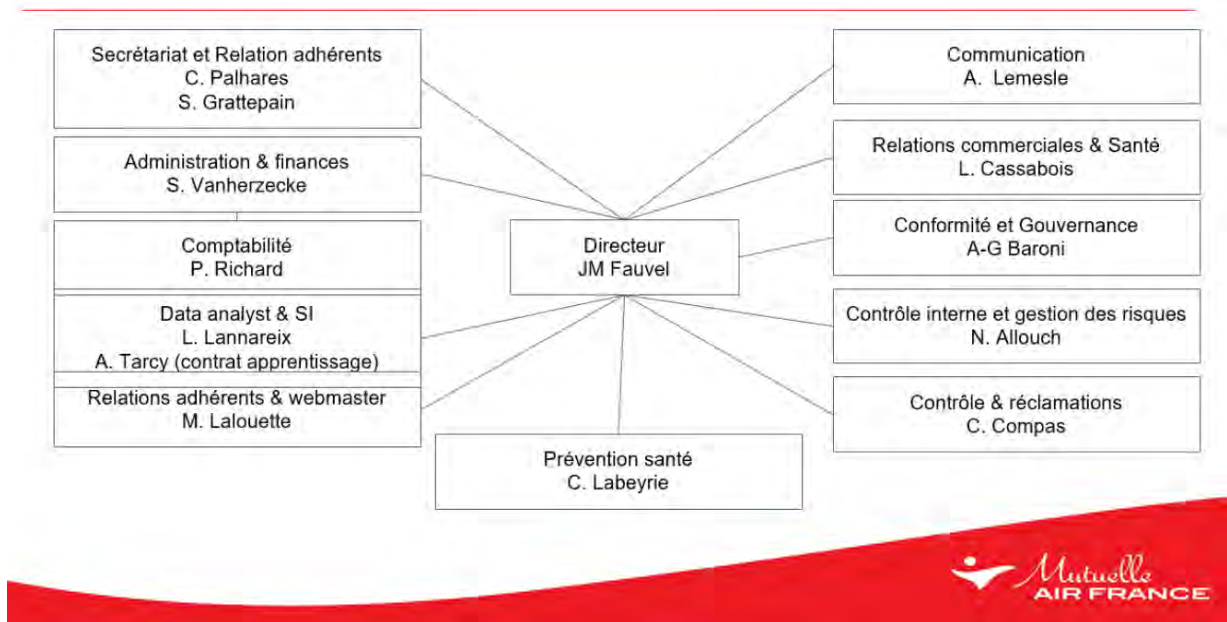 Secrétariat et Relation adhérents
C. Palhares
S. Grattepain
Administration & finances
S. Vanherzecke
Comptabilité
P. Richard
Data analyst & SI
L. Lannareix
A. Tarcy (contrat apprentissage)
Relations adhérents & webmaster
M. Lalouette
Directeur
JM Fauvel
Prévention santé
C. Labeyrie
Communication
A. Lemesle
Relations commerciales & Santé
L. Cassabois
Conformité et Gouvernance
A-G Baroni
Contrôle interne et gestion des risques
N. Allouch
Contrôle & réclamations
C. Compas
Mutuelle
AIR FRANCE